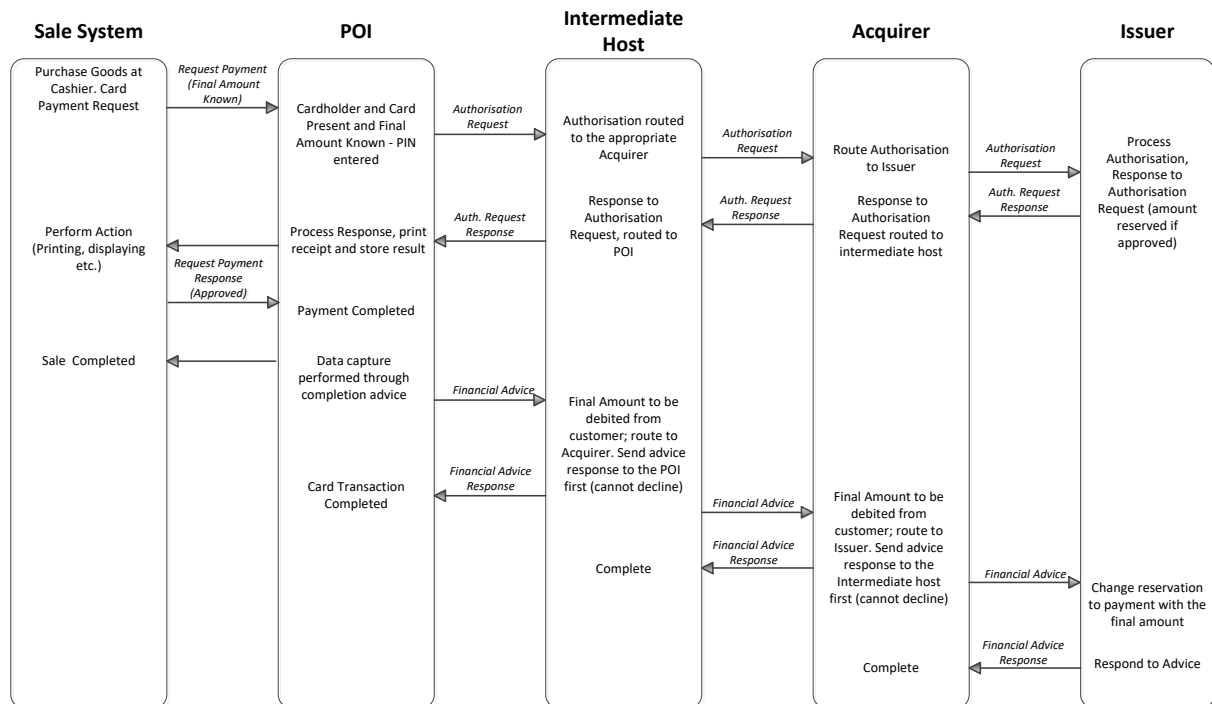 Sale System
POI
Intermediate
Host
Acquirer
Issuer
Purchase Goods at
Cashier. Card
Payment Request
Request Payment
(Final Amount
Known)
Cardholder and Card
Present and Final
Amount Known - PIN
entered
Authorisation
Request
Authorisation routed
to the appropriate
Acquirer
Authorisation
Request
Route Authorisation
to Issuer
Authorisation
Request
Process
Authorisation,
Response to
Authorisation
Request (amount
reserved if
approved)
Auth. Request
Response
Response to
Authorisation
Request routed to
intermediate host
Auth. Request
Response
Response to
Authorisation
Request, routed to
POI
Auth. Request
Response
Process Response, print
receipt and store result
Perform Action
(Printing, displaying
etc.)
Request Payment
Response
(Approved)
Payment Completed
Sale  Completed
Data capture
performed through
completion advice
Financial Advice
Final Amount to be
debited from
customer; route to
Acquirer. Send advice
response to the POI
first (cannot decline)
Financial Advice
Response
Card Transaction
Completed
Financial Advice
Final Amount to be
debited from
customer; route to
Issuer. Send advice
response to the
Intermediate host
first (cannot decline)
Financial Advice
Response
Complete
Financial Advice
Change reservation
to payment with the
final amount
Financial Advice
Response
Respond to Advice
Complete